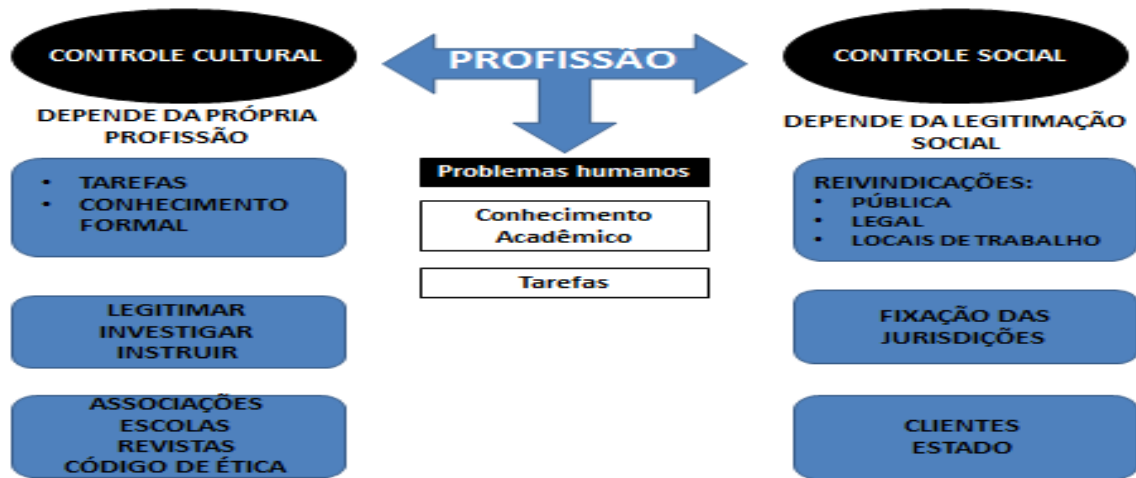 CONTROLE CULTURAL
DEPENDE DA PRÓPRIA
PROFISSÃO
• TAREFAS
• CONHECIMENTO
FORMAL
LEGITIMAR
INVESTIGAR
INSTRUIR
ASSOCIAÇÕES
ESCOLAS
REVISTAS
CÓDIGO DE ÉTICA
PROFISSÃO
Problemas humanos
Conhecimento
Acadêmico
Tarefas
CONTROLE SOCIAL
DEPENDE DA LEGITIMAÇÃO
SOCIAL
REIVINDICAÇÕES:
• PÚBLICA
• LEGAL
• LOCAIS DE TRABALHO
FIXAÇÃO DAS
JURISDIÇÕES
CLIENTES
ESTADO